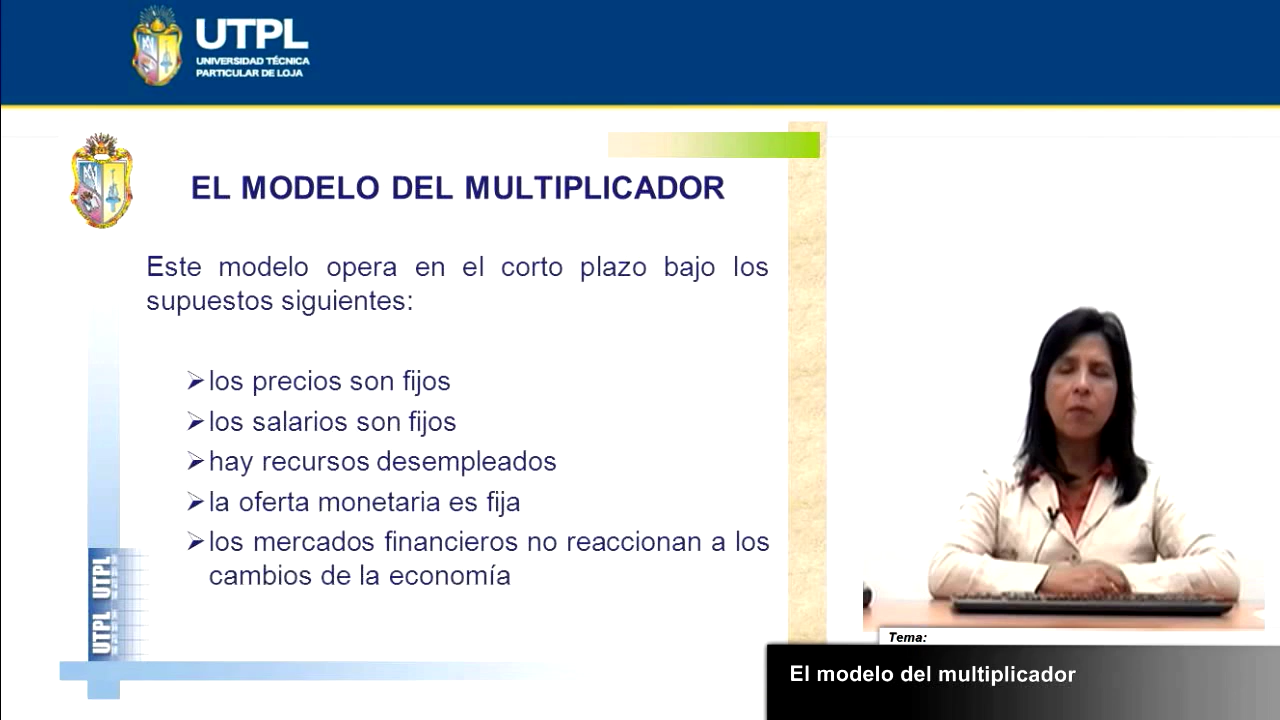 UTPL
UNIVERSIDAD TÉCNICA
PARTICULAR DE LOJA
EL MODELO DEL MULTIPLICADOR
Este modelo opera en el corto plazo bajo los
supuestos siguientes:
los precios son fijos
los salarios son fijos
hay recursos desempleados
la oferta monetaria es fija
los mercados financieros no reaccionan a los
cambios de la economía
UTPL UTPL
Tema:
El modelo del multiplicador